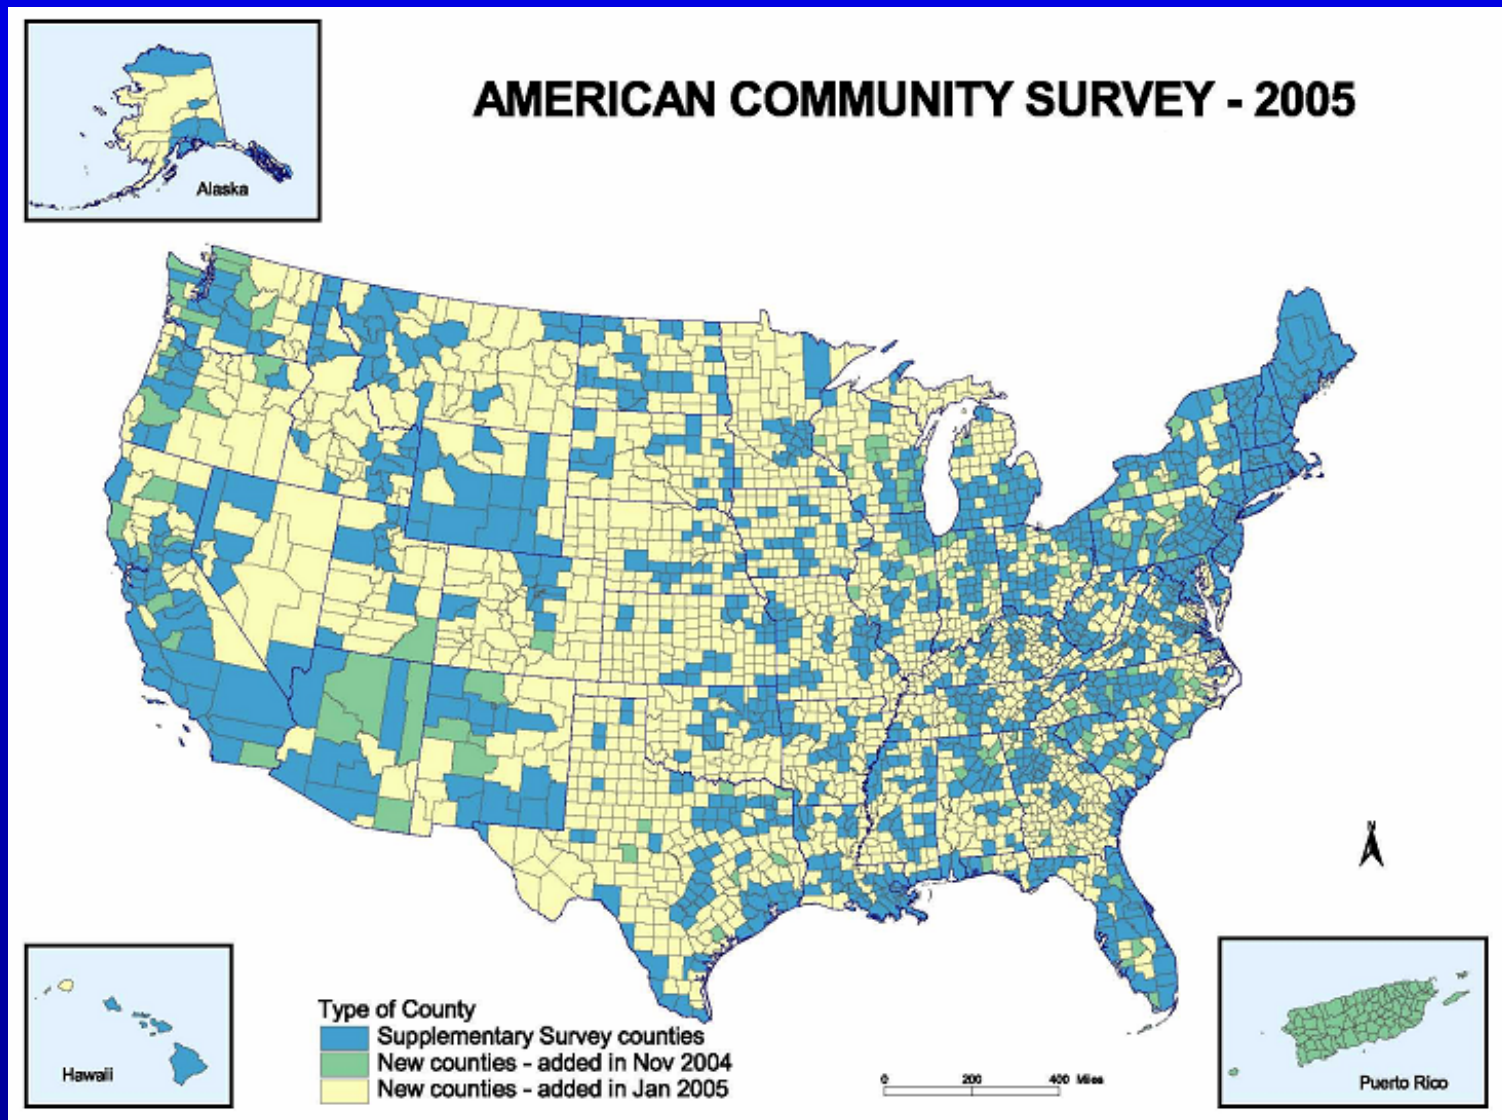 AMERICAN COMMUNITY SURVEY - 2005
Alaska
N
Type of County
Supplementary Survey counties
New counties - added in Nov 2004
New counties - added in Jan 2005
Hawaii
0 200 400 Miles
Puerto Rico